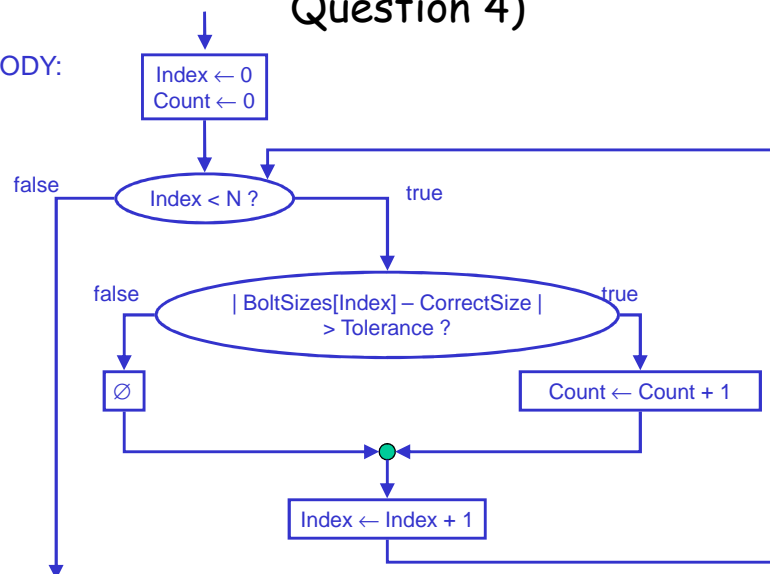 Question 4)
ODY:
Index ← 0
Count ← 0
false
Index < N ?
true
false
| BoltSizes[Index] – CorrectSize |
> Tolerance ?
true
∅
Count ← Count + 1
Index ← Index + 1